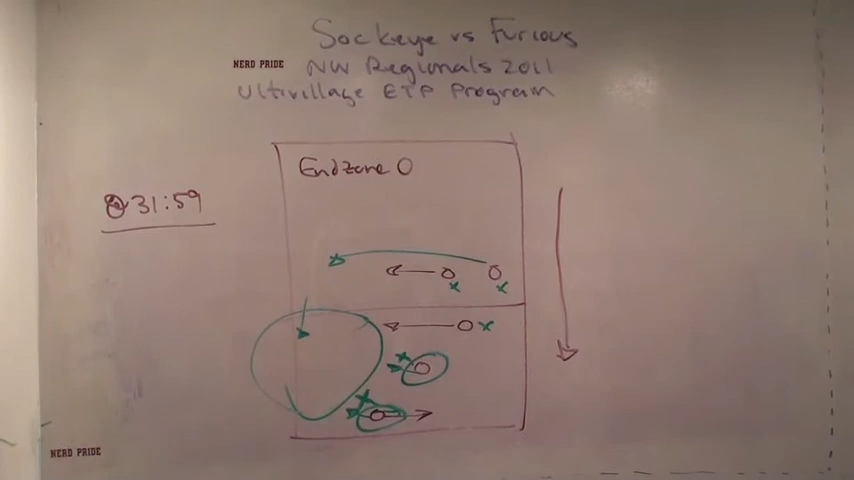 Sockeye vs Furious
NERD PRIDE
NW Regionals 2011
Ultivillage ETP Program
Endzone O
@ 31:59
NERD PRIDE